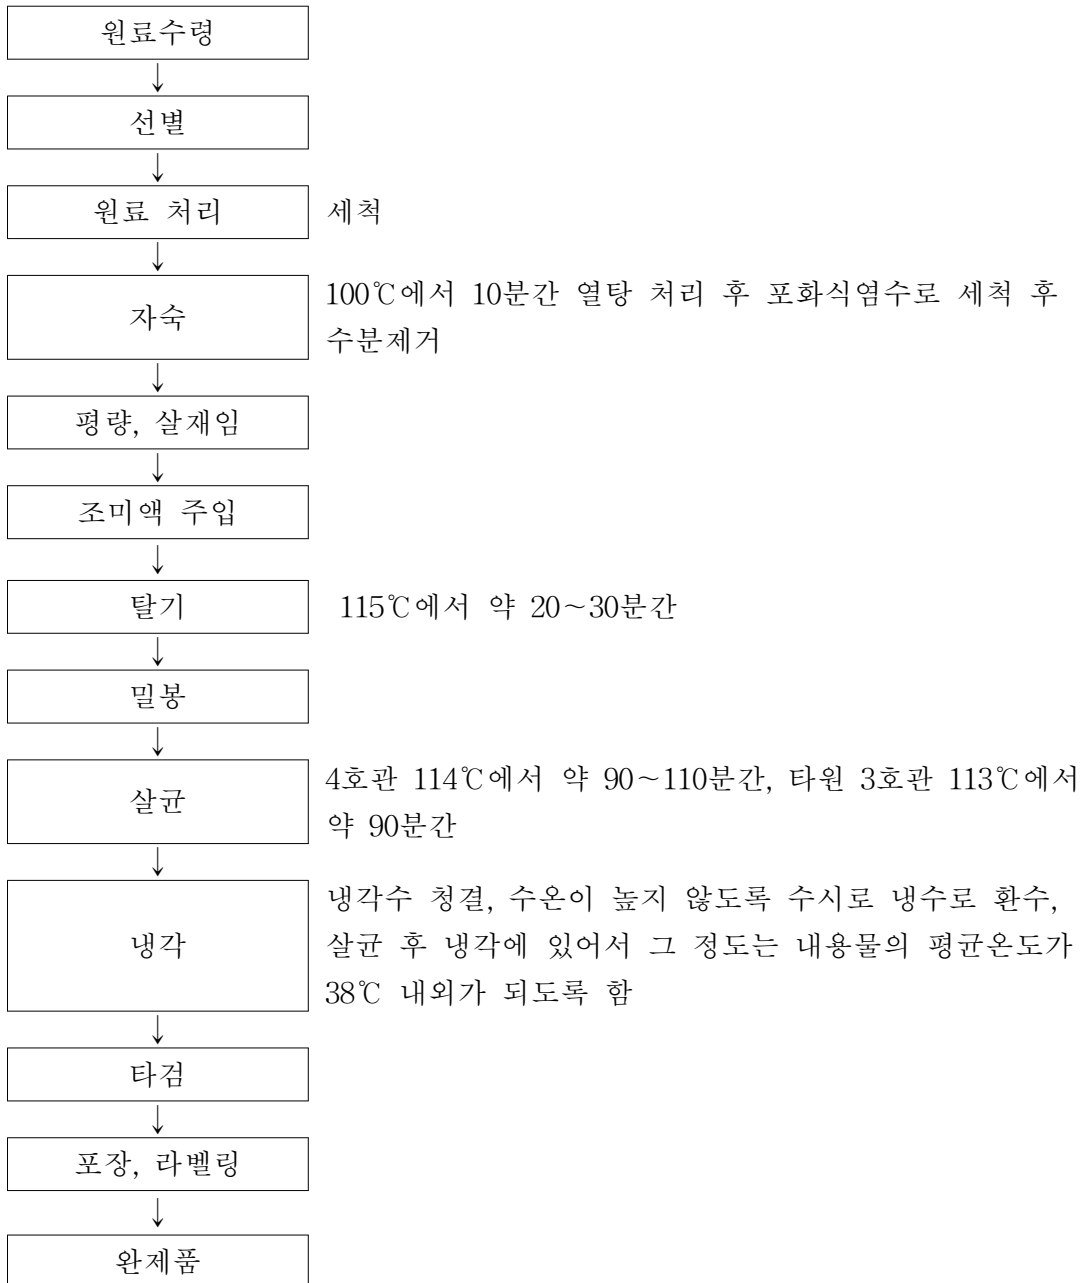 원료수령
↓
선별
↓
원료 처리 세척
↓
자숙
100℃에서 10분간 열탕 처리 후 포화식염수로 세척 후
수분제거
↓
평량, 살재임
↓
조미액 주입
↓
탈기 115℃에서 약 20~30분간
↓
밀봉
↓
살균
4호관 114℃에서 약 90~110분간, 타원 3호관 113℃에서
약 90분간
↓
냉각
냉각수 청결, 수온이 높지 않도록 수시로 냉수로 환수,
살균 후 냉각에 있어서 그 정도는 내용물의 평균온도가
38℃ 내외가 되도록 함
↓
타검
↓
포장, 라벨링
↓
완제품